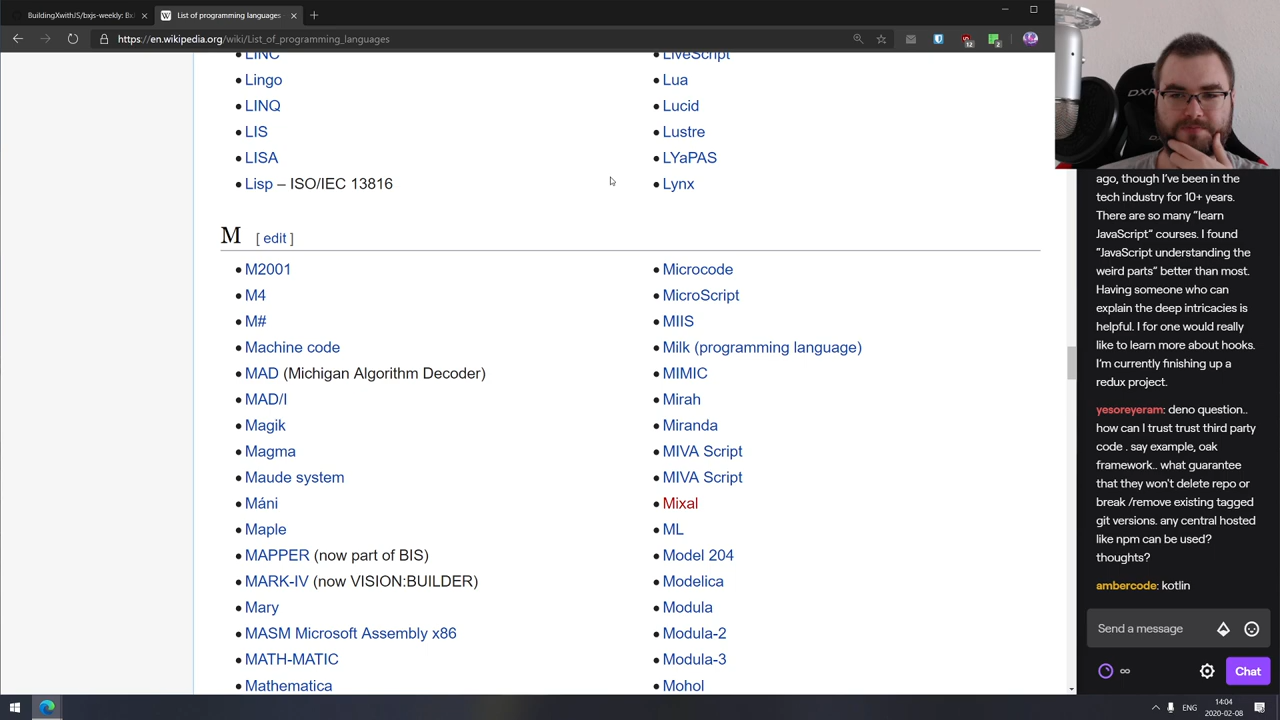 BuildingXwithJS/bxjs-weekly: Bx
List of programming languages
https://en.wikipedia.org/wiki/List_of_programming_languages
12
2
LINC
Lingo
LINQ
LIS
LISA
Lisp – ISO/IEC 13816
LiveScript
Lua
Lucid
Lustre
LYaPAS
Lynx
M [ edit ]
M2001
M4
M#
Machine code
MAD (Michigan Algorithm Decoder)
MAD/I
Magik
Magma
Maude system
Máni
Maple
MAPPER (now part of BIS)
MARK-IV (now VISION:BUILDER)
Mary
MASM Microsoft Assembly x86
MATH-MATIC
Mathematica
Microcode
MicroScript
MIIS
Milk (programming language)
MIMIC
Mirah
Miranda
MIVA Script
MIVA Script
Mixal
ML
Model 204
Modelica
Modula
Modula-2
Modula-3
Mohol
DX
ago, though I've been in the
tech industry for 10+ years.
There are so many "learn
JavaScript" courses. I found
"JavaScript understanding the
weird parts" better than most.
Having someone who can
explain the deep intricacies is
helpful. I for one would really
like to learn more about hooks.
I'm currently finishing up a
redux project.
yesoreyeram: deno question..
how can I trust trust third party
code . say example, oak
framework.. what guarantee
that they won't delete repo or
break /remove existing tagged
git versions. any central hosted
like npm can be used?
thoughts?
ambercode: kotlin
Send a message
∞
Chat
ENG
14:04
2020-02-08